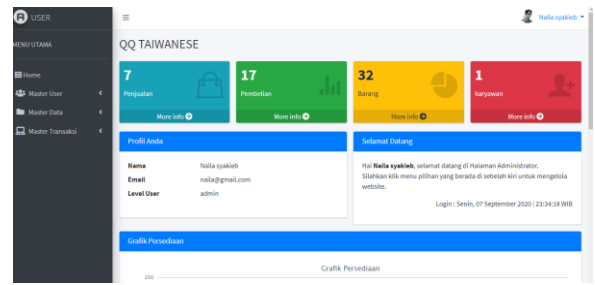 R USER
Naila syakieb
MENU UTAMA
Home
Master User
Master Data
Master Transaksi
QQ TAIWANESE
7
Penjualan
More info
17
Pembelian
More info
32
Barang
More info
1
karyawan
More info
Profil Anda
Nama Naila syakieb
Email naila@gmail.com
Level User admin
Selamat Datang
Hai Naila syakieb, selamat datang di Halaman Administrator.
Silahkan klik menu pilihan yang berada di sebelah kiri untuk mengelola
website.
Login : Senin, 07 September 2020 | 23:34:18 WIB
Grafik Persediaan
Grafik Persediaan
250